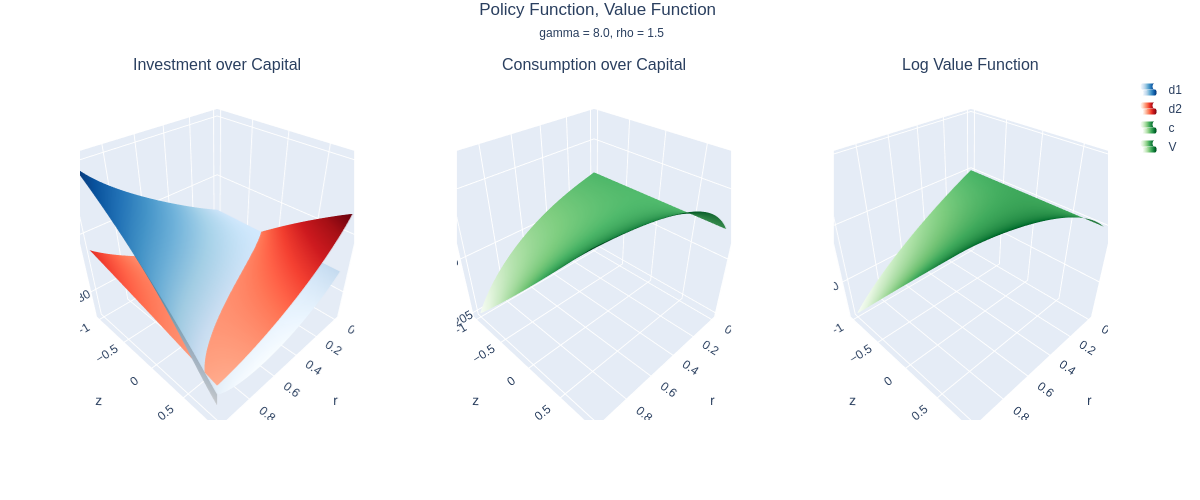 Policy Function, Value Function
gamma = 8.0, rho = 1.5
Investment over Capital
Consumption over Capital
Log Value Function
d1
d2
c
V
−1
−0.5
0
0.5
z
0
0.2
0.4
0.6
0.8
r
−1
−0.5
0
0.5
z
0
0.2
0.4
0.6
0.8
r
−1
−0.5
0
0.5
z
0
0.2
0.4
0.6
0.8
r